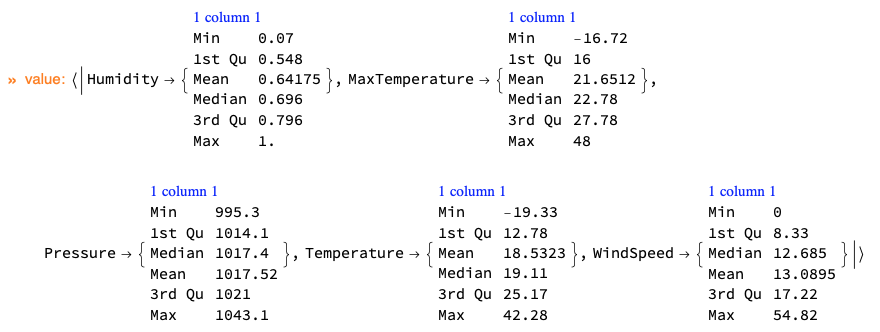 1 column 1 1 column 1
Min 0.07 Min -16.72
1st Qu 0.548 1st Qu 16
» value: ⟨| Humidity → { Mean 0.64175 }, MaxTemperature → { Mean 21.6512 },
Median 0.696 Median 22.78
3rd Qu 0.796 3rd Qu 27.78
Max 1. Max 48
1 column 1 1 column 1 1 column 1
Min 995.3 Min -19.33 Min 0
1st Qu 1014.1 1st Qu 12.78 1st Qu 8.33
Pressure → { Median 1017.4 }, Temperature → { Mean 18.5323 }, WindSpeed → { Median 12.685 } |⟩
Mean 1017.52 Median 19.11 Mean 13.0895
3rd Qu 1021 3rd Qu 25.17 3rd Qu 17.22
Max 1043.1 Max 42.28 Max 54.82